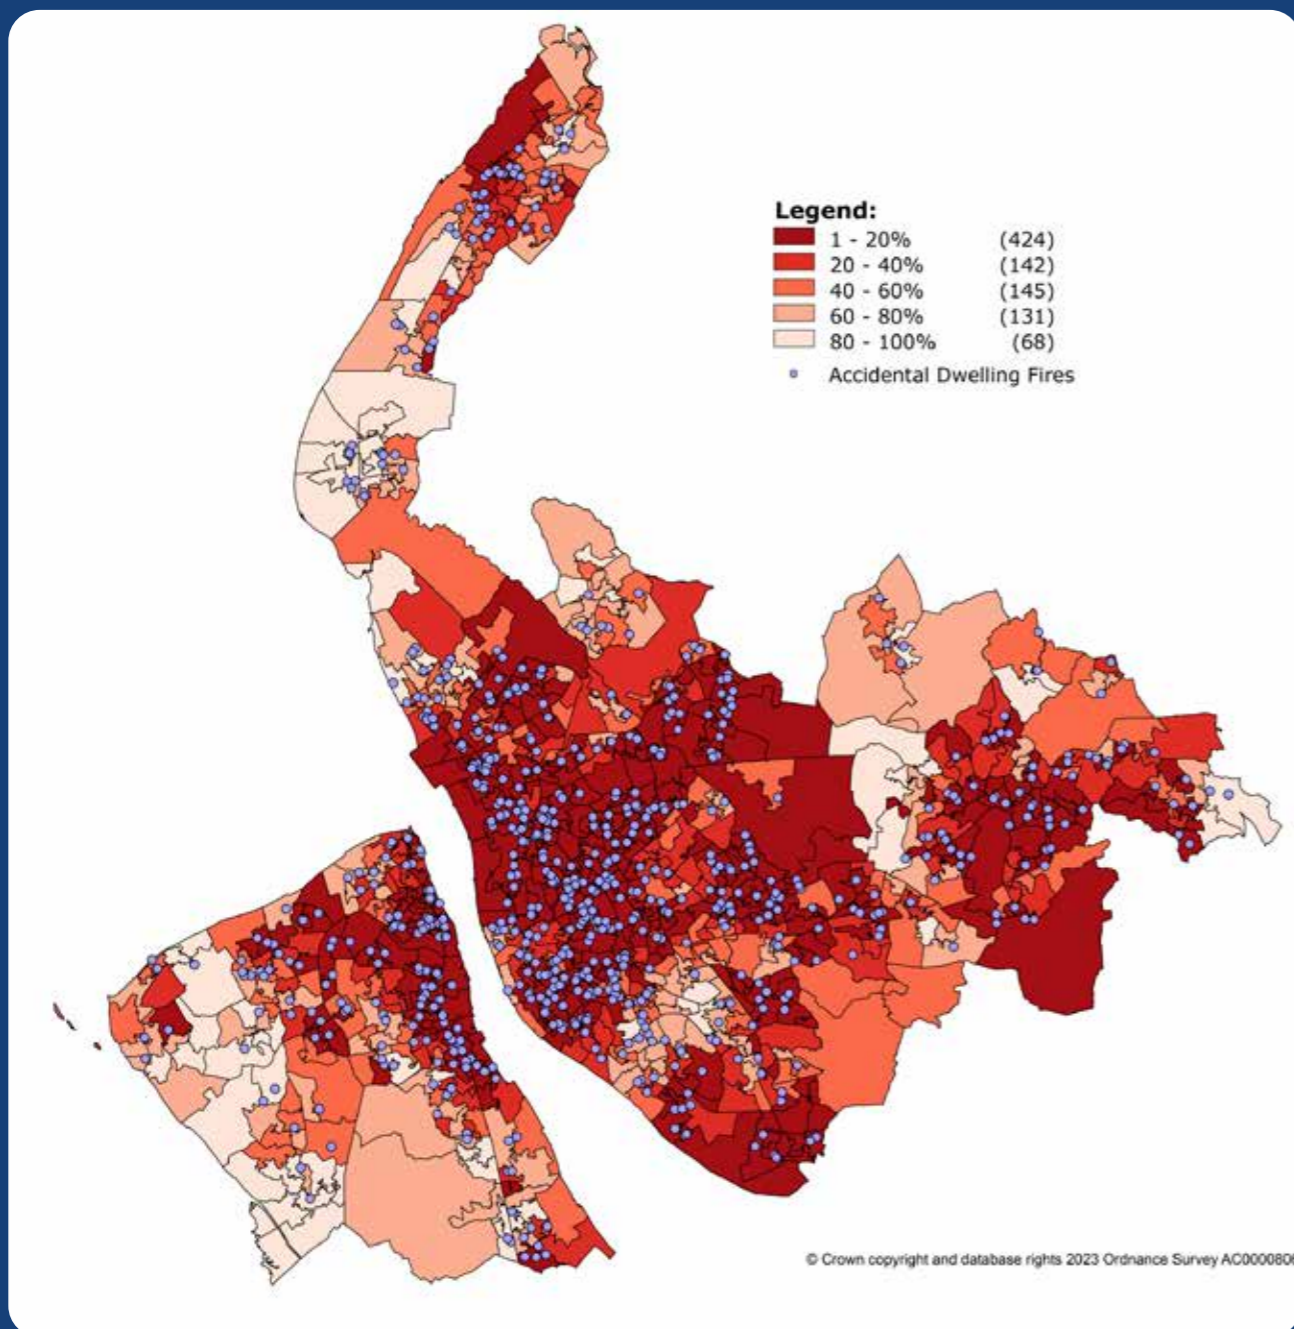 Legend:
1 - 20% (424)
20 - 40% (142)
40 - 60% (145)
60 - 80% (131)
80 - 100% (68)
Accidental Dwelling Fires
© Crown copyright and database rights 2023 Ordnance Survey AC0000806